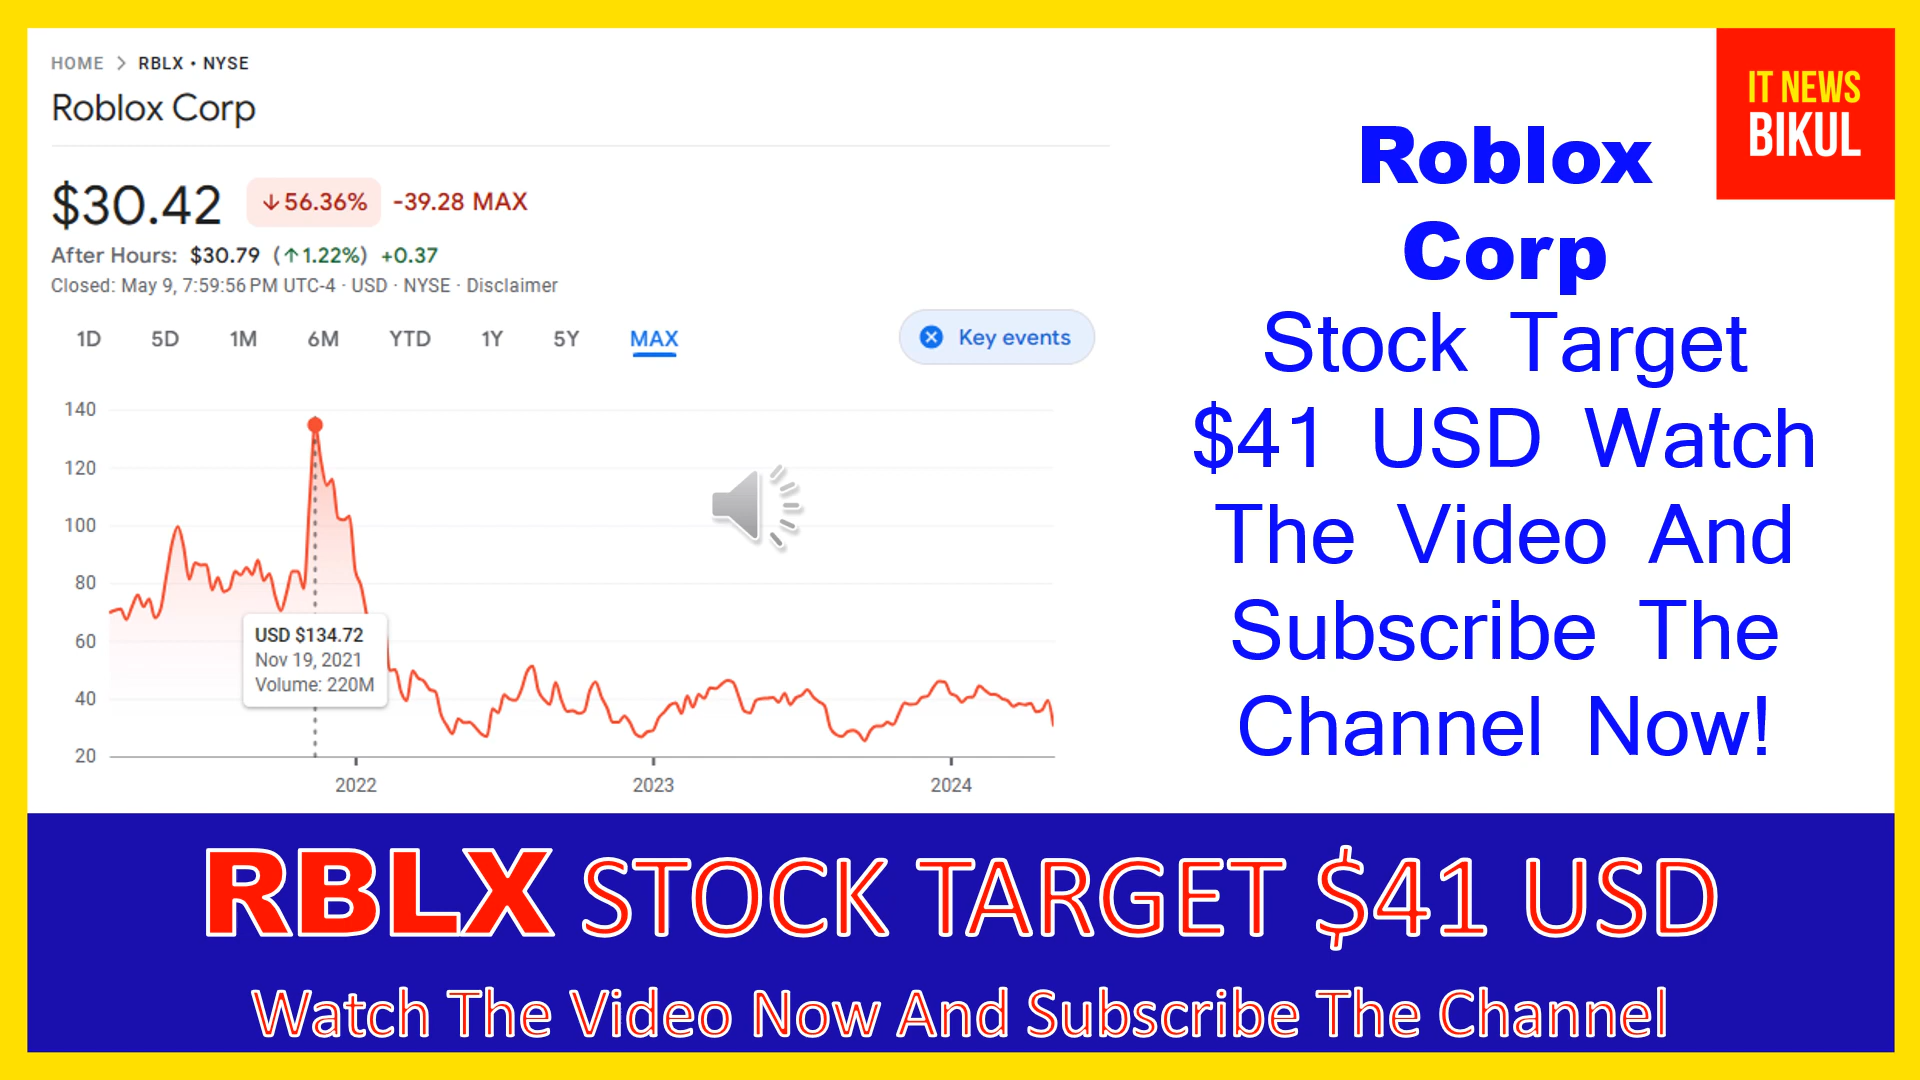 HOME > RBLX • NYSE
Roblox Corp
$30.42 ↓56.36% -39.28 MAX
After Hours: $30.79 (↑1.22%) +0.37
Closed: May 9, 7:59:56 PM UTC-4 · USD · NYSE · Disclaimer
1D 5D 1M 6M YTD 1Y 5Y MAX
Key events
140
120
100
80
60
40
20
USD $134.72
Nov 19, 2021
Volume: 220M
2022 2023 2024
IT NEWS
BIKUL
Roblox
Corp
Stock Target
$41 USD Watch
The Video And
Subscribe The
Channel Now!
RBLX STOCK TARGET $41 USD
Watch The Video Now And Subscribe The Channel